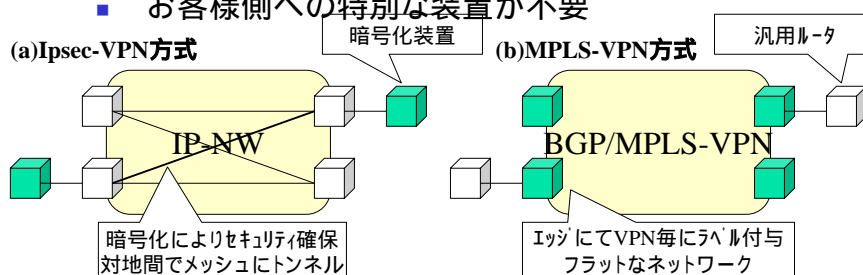 お客様側への特別な装置が不要
(a)Ipsec-VPN方式
暗号化装置
(b)MPLS-VPN方式
汎用ルータ
IP-NW
BGP/MPLS-VPN
暗号化によりセキュリティ確保
対地間でメッシュにトンネル
エッジにてVPN毎にラベル付与
フラットなネットワーク